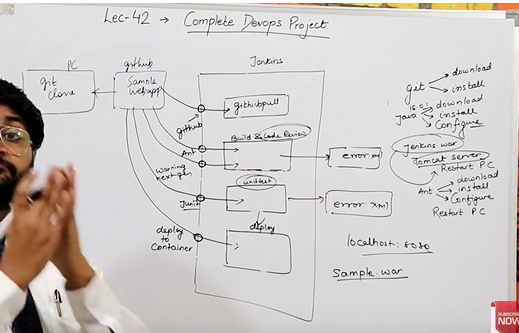 Lec-42 → Complete Devops Project
PC
git
clone
github
Sample
webapp
Jenkins
github
githubpull
Build & Code Review
Ant
warning
next-gen
error xml
unittest
Junit
error xml
deploy
deploy
to
Container
git
download
install
16.0.1
Java
download
install
Configure
Jenkins.war
Tomcat server
Restart PC
Ant
download
install
Configure
Restart PC
localhost:8080
sample.war
SUBSCRIBE
NOW